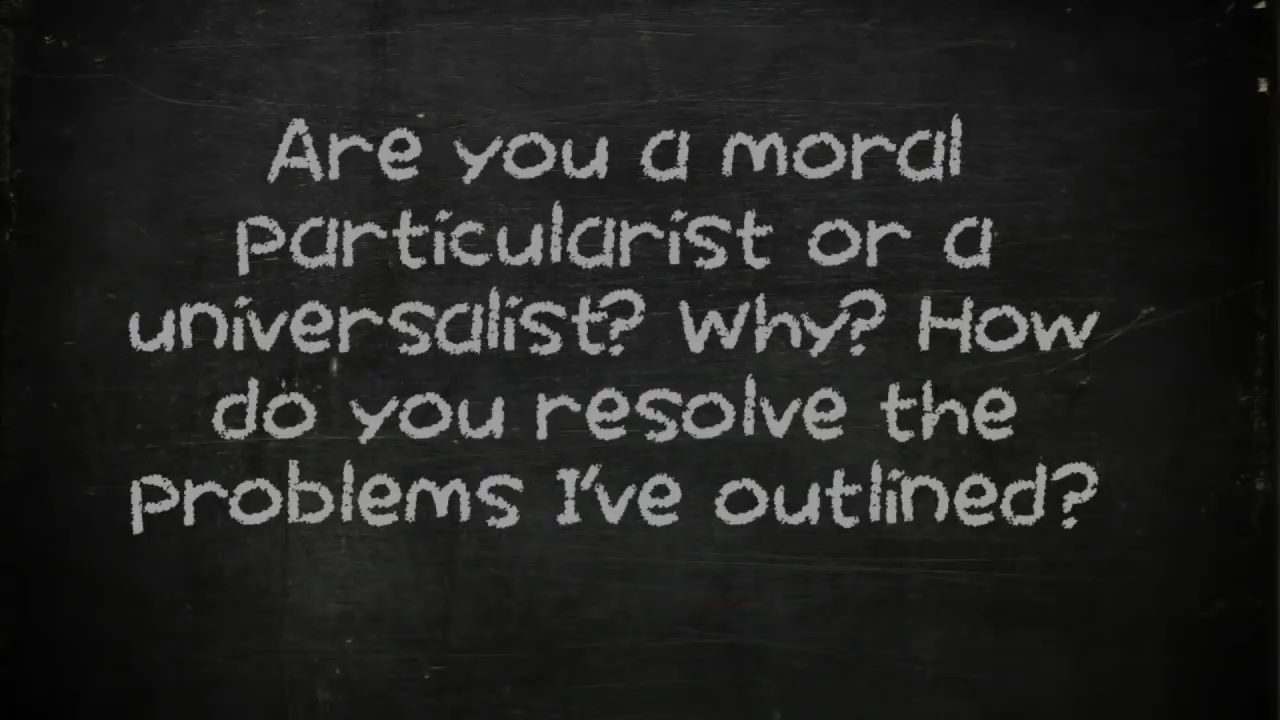 Are you a moral
particularist or a
universalist? Why? How
do you resolve the
problems I've outlined?